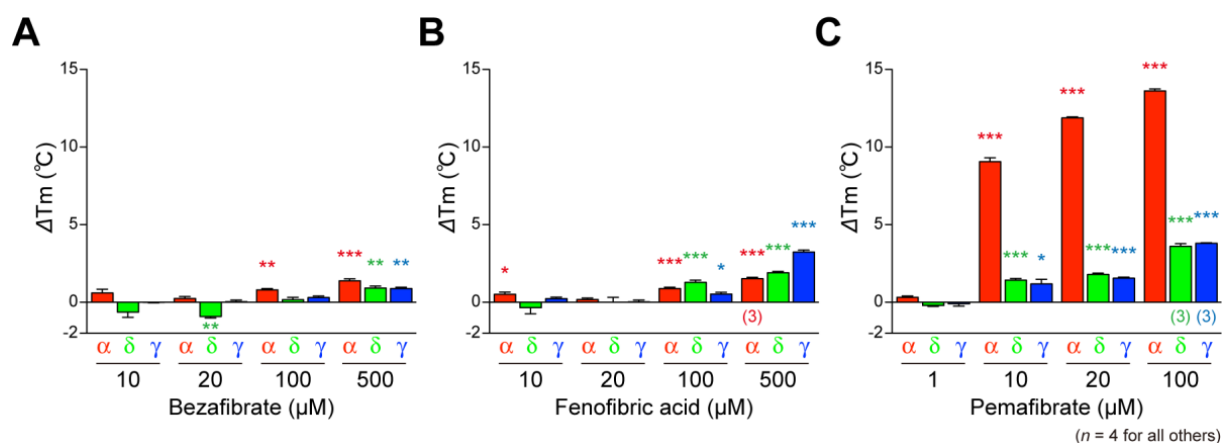 A
B
C
15
10
5
0
-2
ΔTm (℃)
*** ** ** ** **
α δ γ α δ γ α δ γ α δ γ
10 20 100 500
Bezafibrate (μM)
15
10
5
0
-2
ΔTm (℃)
* *** *** * *** *** ***
(3)
α δ γ α δ γ α δ γ α δ γ
10 20 100 500
Fenofibric acid (μM)
15
10
5
0
-2
ΔTm (℃)
*** *** * *** *** *** *** *** ***
(3) (3)
α δ γ α δ γ α δ γ α δ γ
1 10 20 100
Pemafibrate (μM)
(n = 4 for all others)